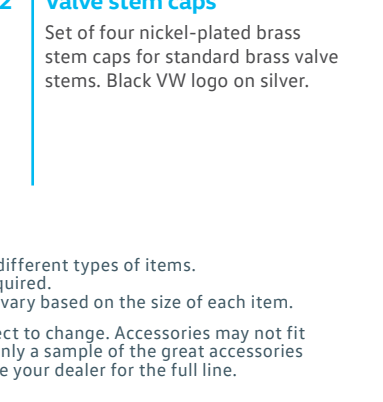 2
Valve stem caps
Set of four nickel-plated brass
stem caps for standard brass valve
stems. Black VW logo on silver.
different types of items.
quired.
vary based on the size of each item.
ect to change. Accessories may not fit
nly a sample of the great accessories
e your dealer for the full line.